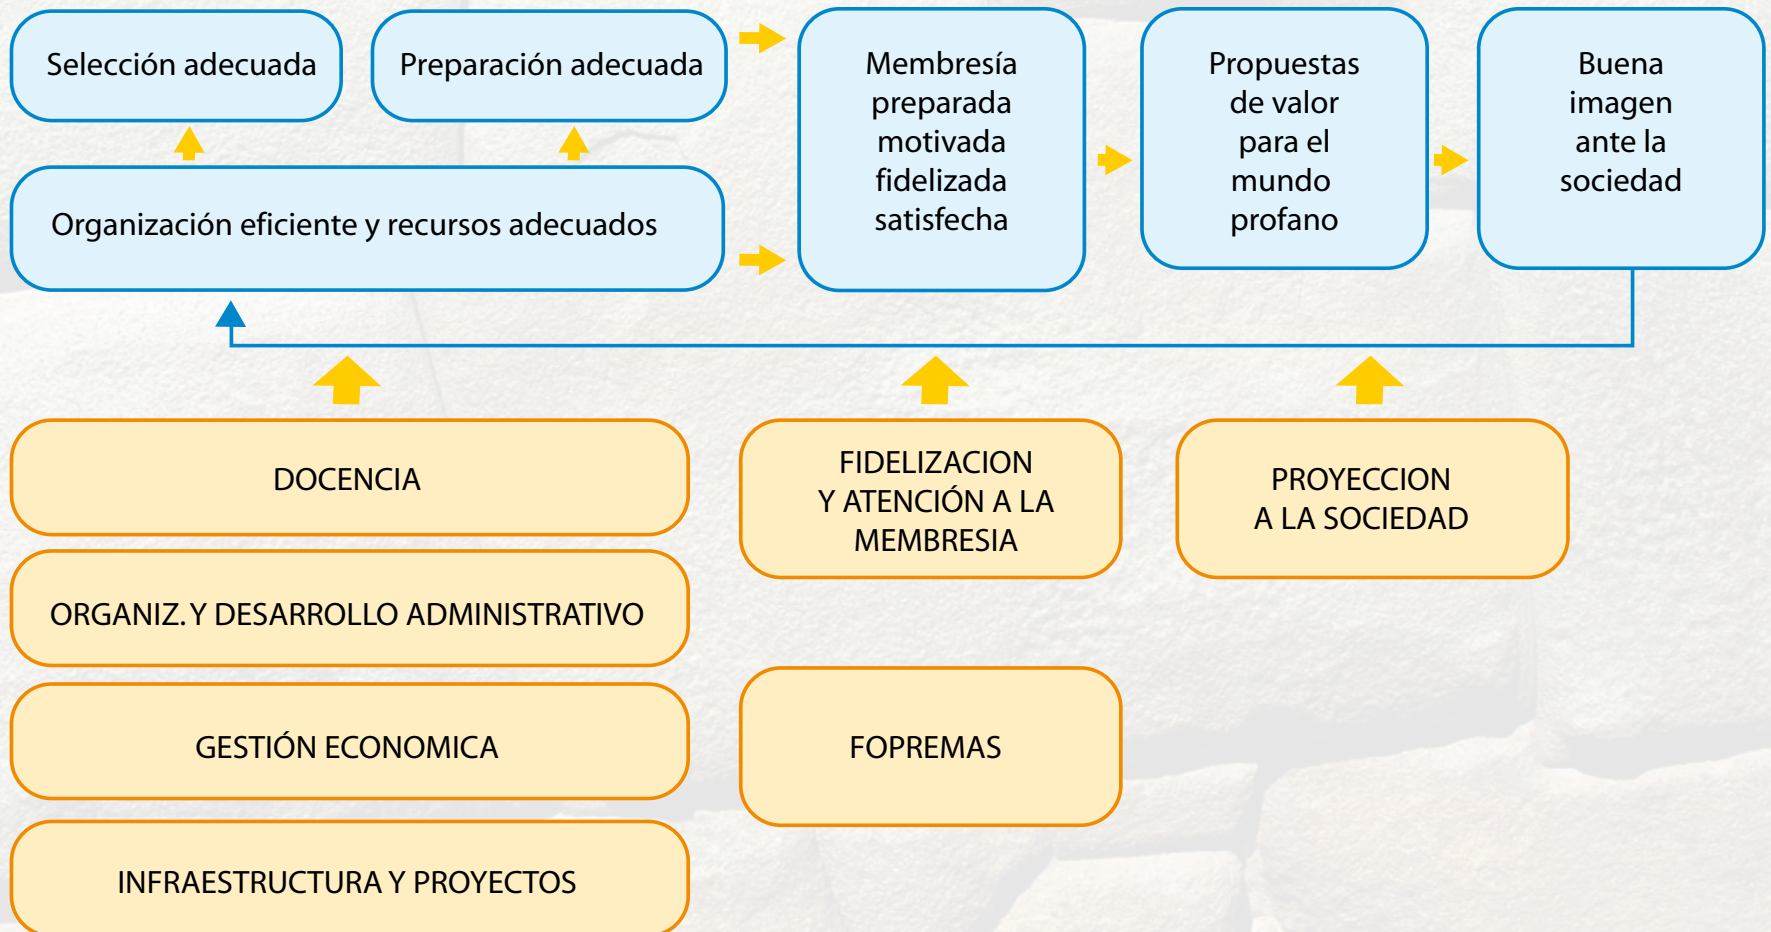 Selección adecuada
Preparación adecuada
Organización eficiente y recursos adecuados
Membresía
preparada
motivada
fidelizada
satisfecha
Propuestas
de valor
para el
mundo
profano
Buena
imagen
ante la
sociedad
DOCENCIA
ORGANIZ. Y DESARROLLO ADMINISTRATIVO
GESTIÓN ECONOMICA
INFRAESTRUCTURA Y PROYECTOS
FIDELIZACION
Y ATENCIÓN A LA
MEMBRESIA
FOPREMAS
PROYECCION
A LA SOCIEDAD